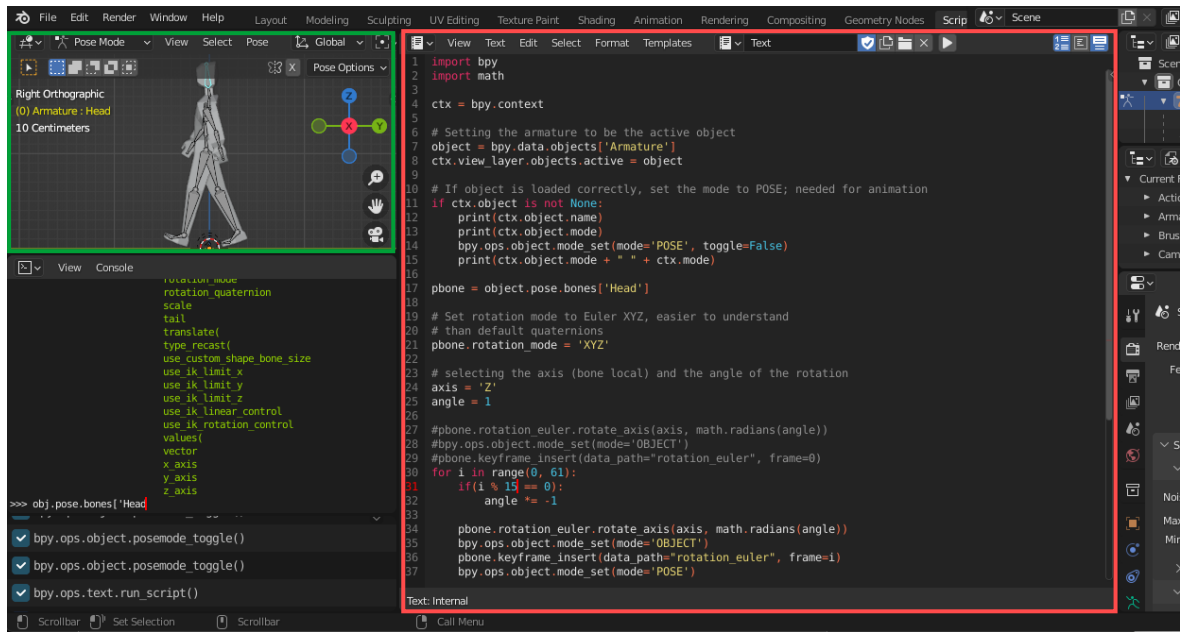 File Edit Render Window Help Layout Modeling Sculpting UV Editing Texture Paint Shading Animation Rendering Compositing Geometry Nodes Scrip Scene
Pose Mode View Select Pose Global
X Pose Options
Right Orthographic
(0) Armature : Head
10 Centimeters
Z
X
Y
View Console
rotation_mode
rotation_quaternion
scale
tail
translate(
type_recast(
use_custom_shape_bone_size
use_ik_limit_x
use_ik_limit_y
use_ik_limit_z
use_ik_linear_control
use_ik_rotation_control
values(
vector
x_axis
y_axis
z_axis
>>> obj.pose.bones['Head
bpy.ops.object.posemode_toggle()
bpy.ops.object.posemode_toggle()
bpy.ops.text.run_script()
View Text Edit Select Format Templates Text
1 import bpy
2 import math
3
4 ctx = bpy.context
5
6 # Setting the armature to be the active object
7 object = bpy.data.objects['Armature']
8 ctx.view_layer.objects.active = object
9
10 # If object is loaded correctly, set the mode to POSE; needed for animation
11 if ctx.object is not None:
12     print(ctx.object.name)
13     print(ctx.object.mode)
14     bpy.ops.object.mode_set(mode='POSE', toggle=False)
15     print(ctx.object.mode + " " + ctx.mode)
16
17 pbone = object.pose.bones['Head']
18
19 # Set rotation mode to Euler XYZ, easier to understand
20 # than default quaternions
21 pbone.rotation_mode = 'XYZ'
22
23 # selecting the axis (bone local) and the angle of the rotation
24 axis = 'Z'
25 angle = 1
26
27 #pbone.rotation_euler.rotate_axis(axis, math.radians(angle))
28 #bpy.ops.object.mode_set(mode='OBJECT')
29 #pbone.keyframe_insert(data_path="rotation_euler", frame=0)
30 for i in range(0, 61):
31     if(i % 15 == 0):
32         angle *= -1
33
34     pbone.rotation_euler.rotate_axis(axis, math.radians(angle))
35     bpy.ops.object.mode_set(mode='OBJECT')
36     pbone.keyframe_insert(data_path="rotation_euler", frame=i)
37     bpy.ops.object.mode_set(mode='POSE')
Text: Internal
Scen
Current F
Actio
Arma
Brus
Cam
S
Rend
Fe
S
Noi
Max
Min
Scrollbar Set Selection Scrollbar Call Menu